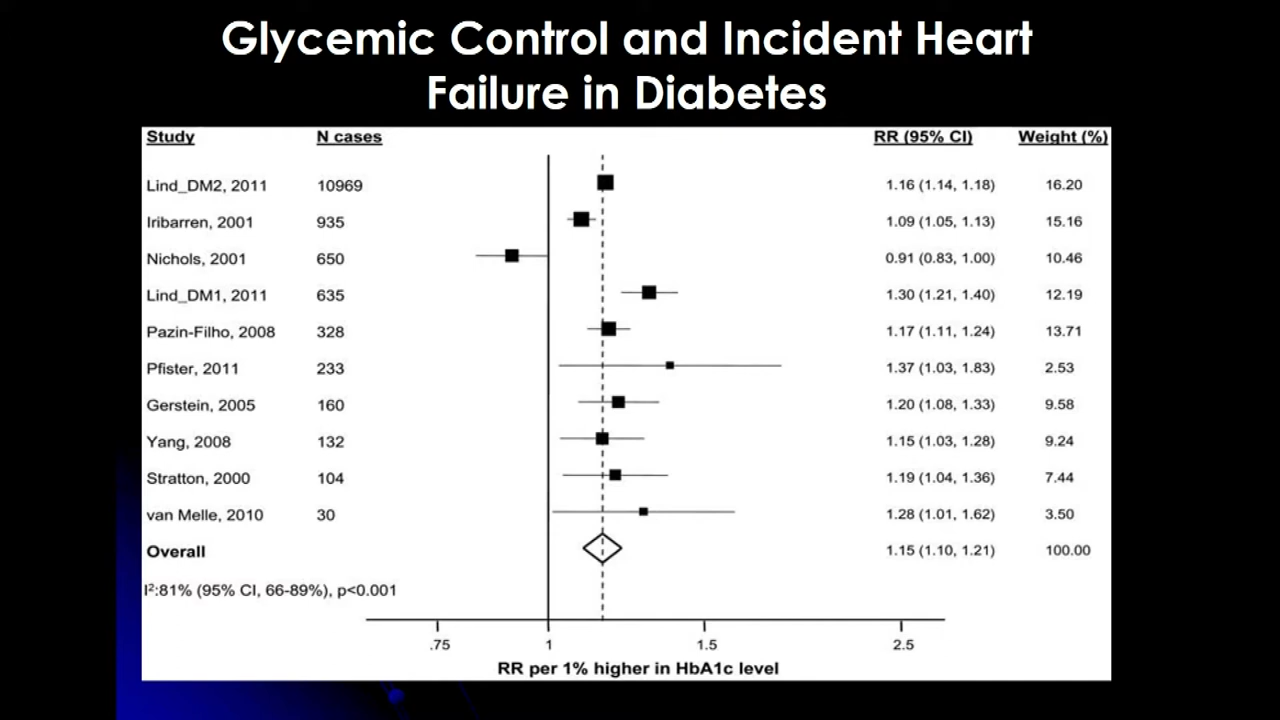 Glycemic Control and Incident Heart
Failure in Diabetes
Study N cases RR (95% CI) Weight (%)
Lind_DM2, 2011 10969 1.16 (1.14, 1.18) 16.20
Iribarren, 2001 935 1.09 (1.05, 1.13) 15.16
Nichols, 2001 650 0.91 (0.83, 1.00) 10.46
Lind_DM1, 2011 635 1.30 (1.21, 1.40) 12.19
Pazin-Filho, 2008 328 1.17 (1.11, 1.24) 13.71
Pfister, 2011 233 1.37 (1.03, 1.83) 2.53
Gerstein, 2005 160 1.20 (1.08, 1.33) 9.58
Yang, 2008 132 1.15 (1.03, 1.28) 9.24
Stratton, 2000 104 1.19 (1.04, 1.36) 7.44
van Melle, 2010 30 1.28 (1.01, 1.62) 3.50
Overall 1.15 (1.10, 1.21) 100.00
I²:81% (95% CI, 66-89%), p<0.001
.75 1 1.5 2.5
RR per 1% higher in HbA1c level